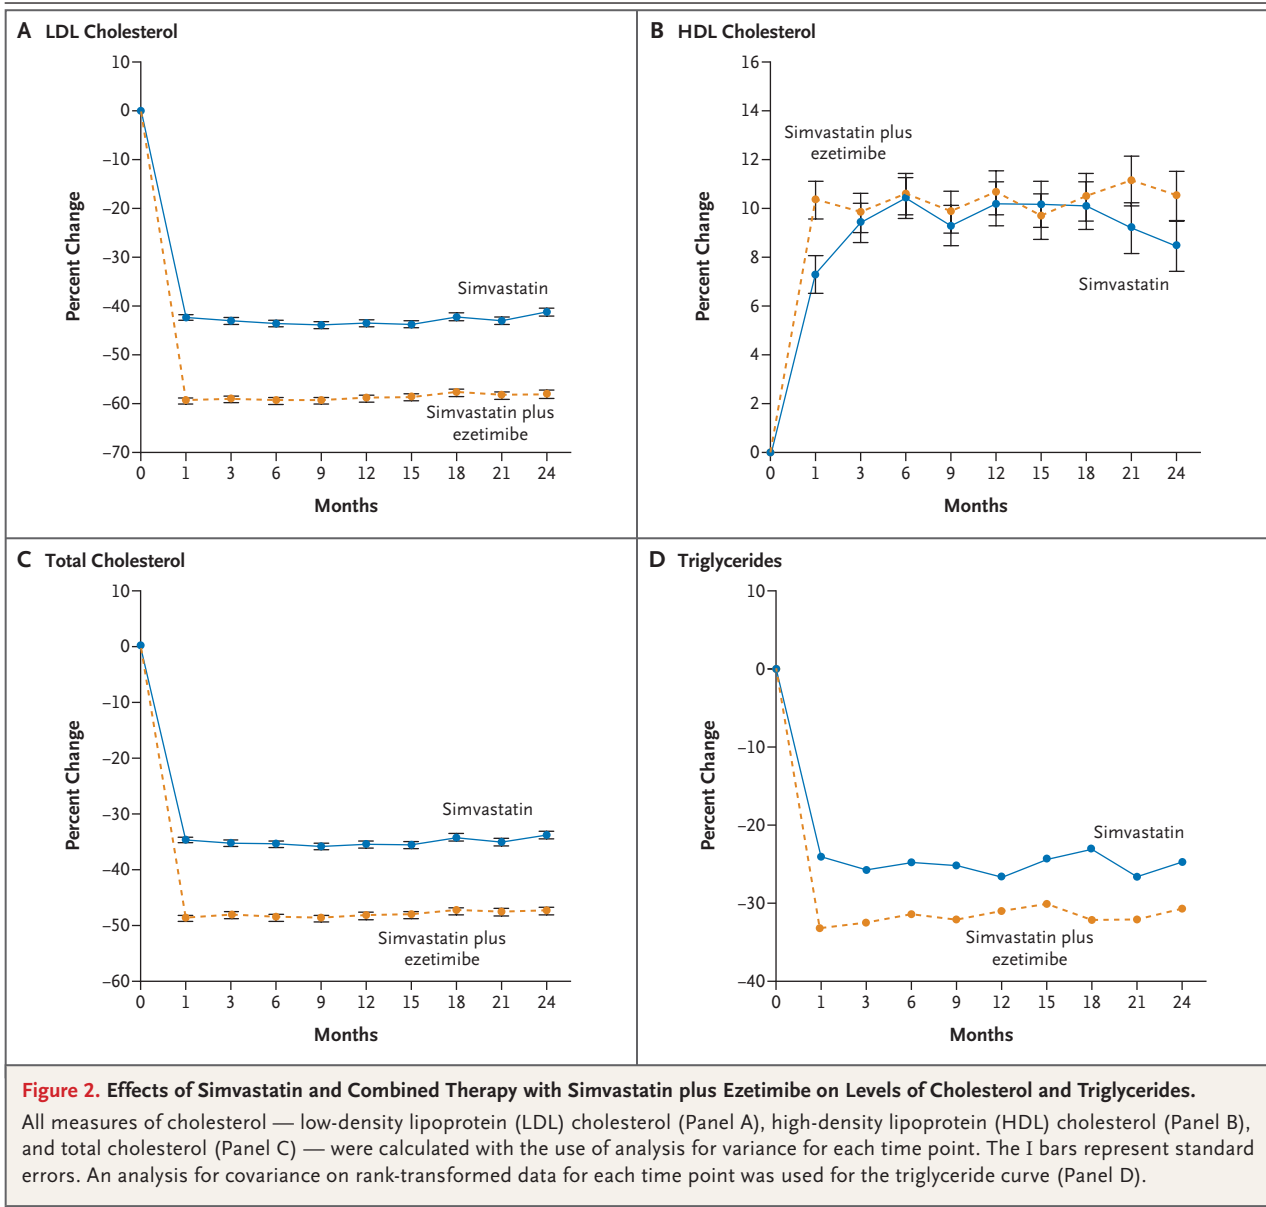 A LDL Cholesterol
10
0
–10
–20
–30
–40
–50
–60
–70
Percent Change
Simvastatin
Simvastatin plus
ezetimibe
0 1 3 6 9 12 15 18 21 24
Months
B HDL Cholesterol
16
14
12
10
8
6
4
2
0
Percent Change
Simvastatin plus
ezetimibe
Simvastatin
0 1 3 6 9 12 15 18 21 24
Months
C Total Cholesterol
10
0
–10
–20
–30
–40
–50
–60
Percent Change
Simvastatin
Simvastatin plus
ezetimibe
0 1 3 6 9 12 15 18 21 24
Months
D Triglycerides
10
0
–10
–20
–30
–40
Percent Change
Simvastatin
Simvastatin plus
ezetimibe
0 1 3 6 9 12 15 18 21 24
Months
Figure 2. Effects of Simvastatin and Combined Therapy with Simvastatin plus Ezetimibe on Levels of Cholesterol and Triglycerides.
All measures of cholesterol — low-density lipoprotein (LDL) cholesterol (Panel A), high-density lipoprotein (HDL) cholesterol (Panel B),
and total cholesterol (Panel C) — were calculated with the use of analysis for variance for each time point. The I bars represent standard
errors. An analysis for covariance on rank-transformed data for each time point was used for the triglyceride curve (Panel D).